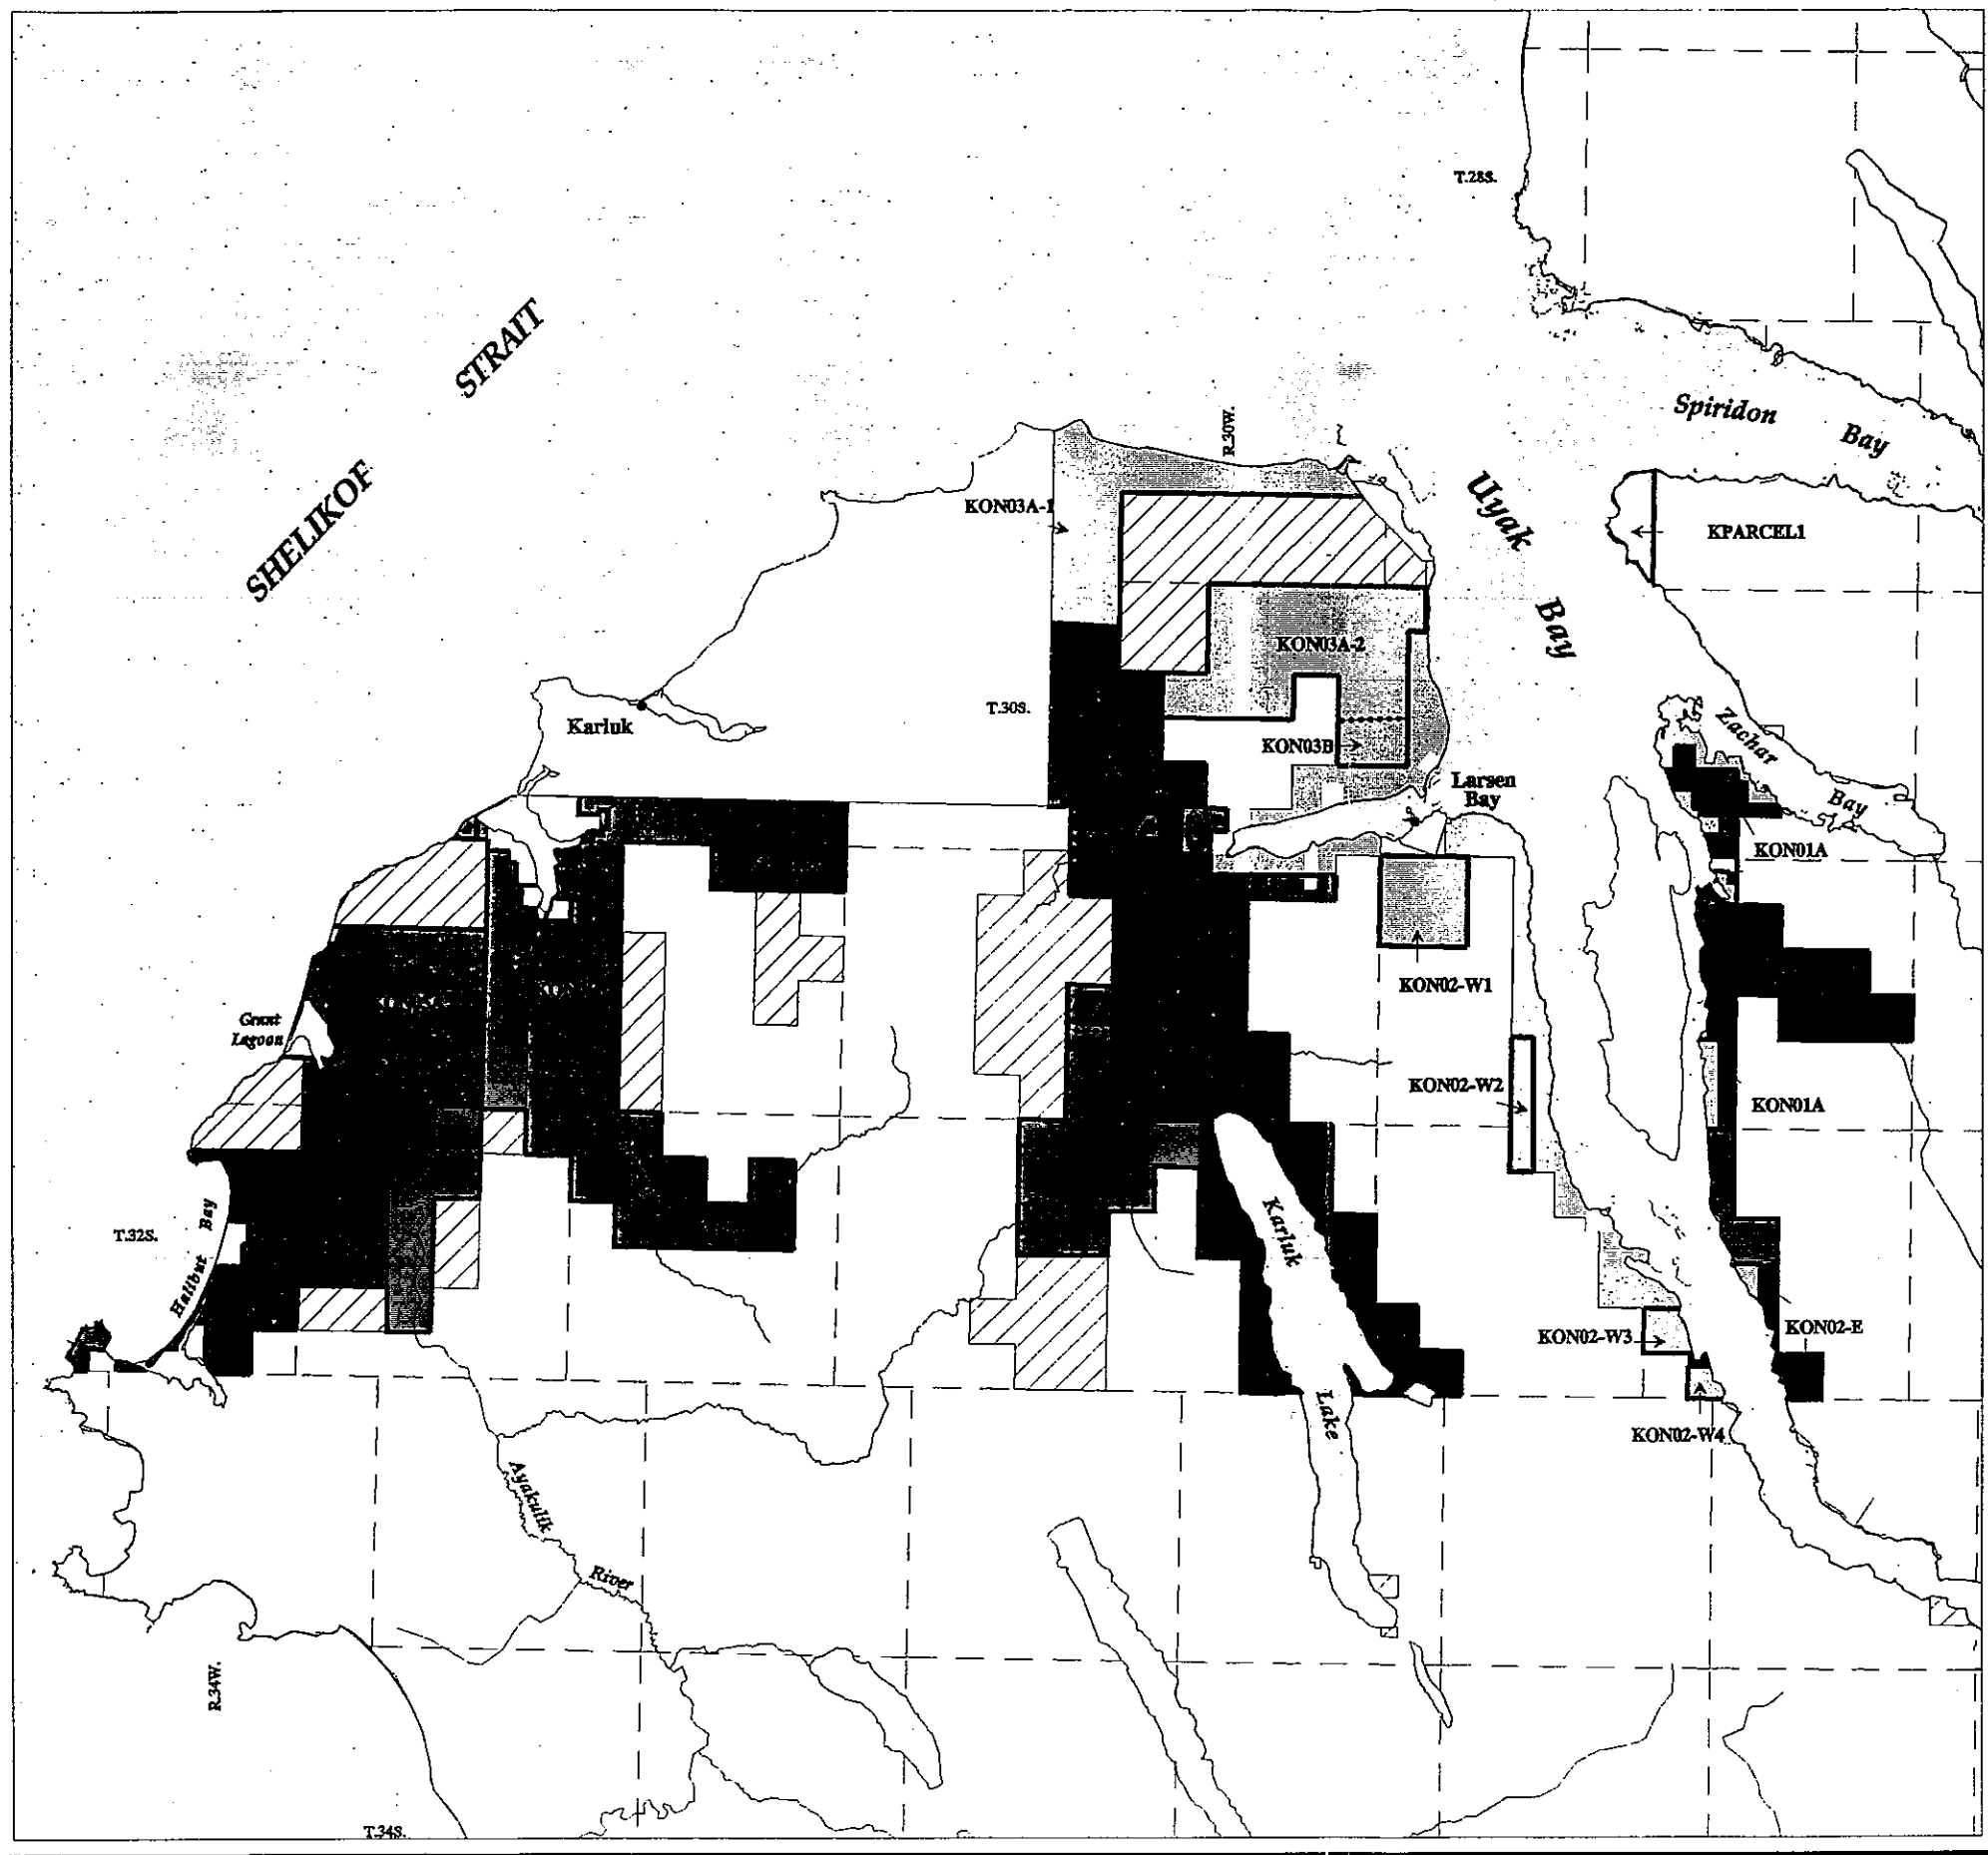 T.28S.
SHELIKOF STRAIT
Spiridon Bay
R.30W.
Uyak Bay
KON03A-1
KPARCEL1
KON03A-2
T.30S.
Karluk
KON03B
Zachar Bay
Larsen
Bay
KON01A
KON02-W1
Grant
Lagoon
KON02-W2
KON01A
T.32S.
Halibut Bay
Karluk Lake
KON02-W3
KON02-E
KON02-W4
Ayakulik River
R.34W.
T.34S.